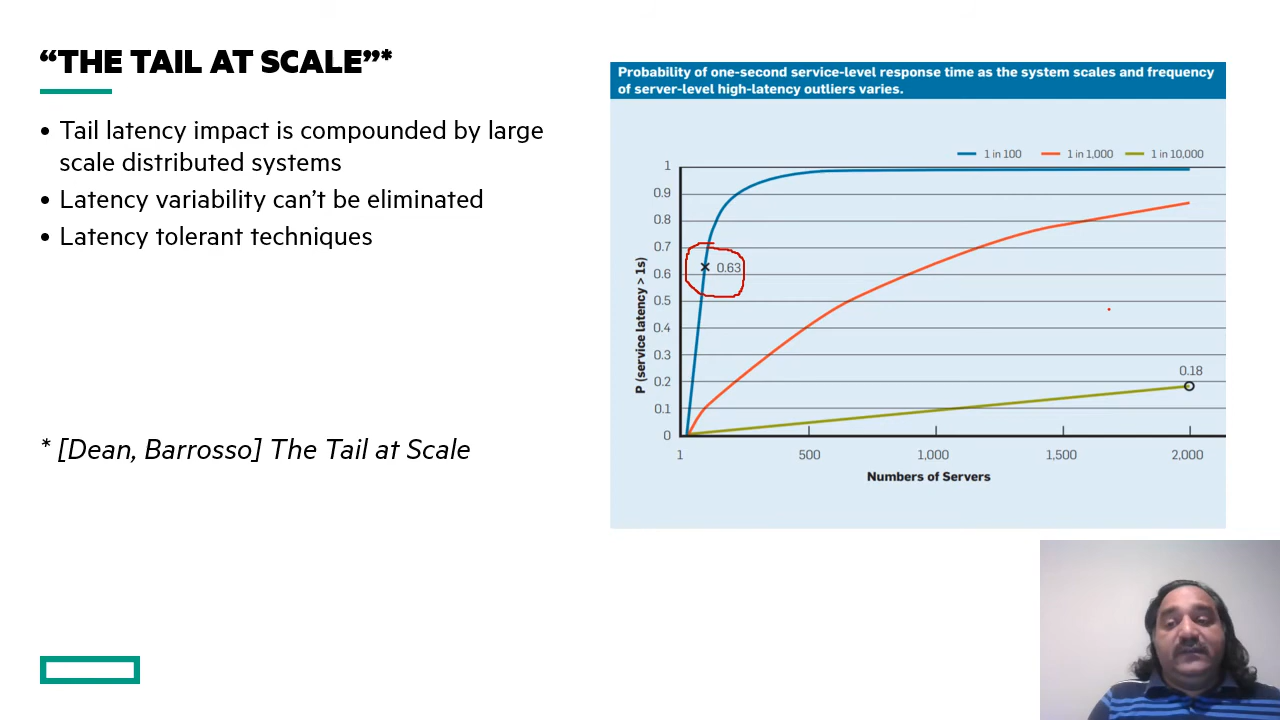 “THE TAIL AT SCALE”*
• Tail latency impact is compounded by large
scale distributed systems
• Latency variability can’t be eliminated
• Latency tolerant techniques
* [Dean, Barrosso] The Tail at Scale
Probability of one-second service-level response time as the system scales and frequency
of server-level high-latency outliers varies.
1 in 100 1 in 1,000 1 in 10,000
P (service latency > 1s)
1
0.9
0.8
0.7
0.6
0.5
0.4
0.3
0.2
0.1
0
0.63
0.18
1 500 1,000 1,500 2,000
Numbers of Servers